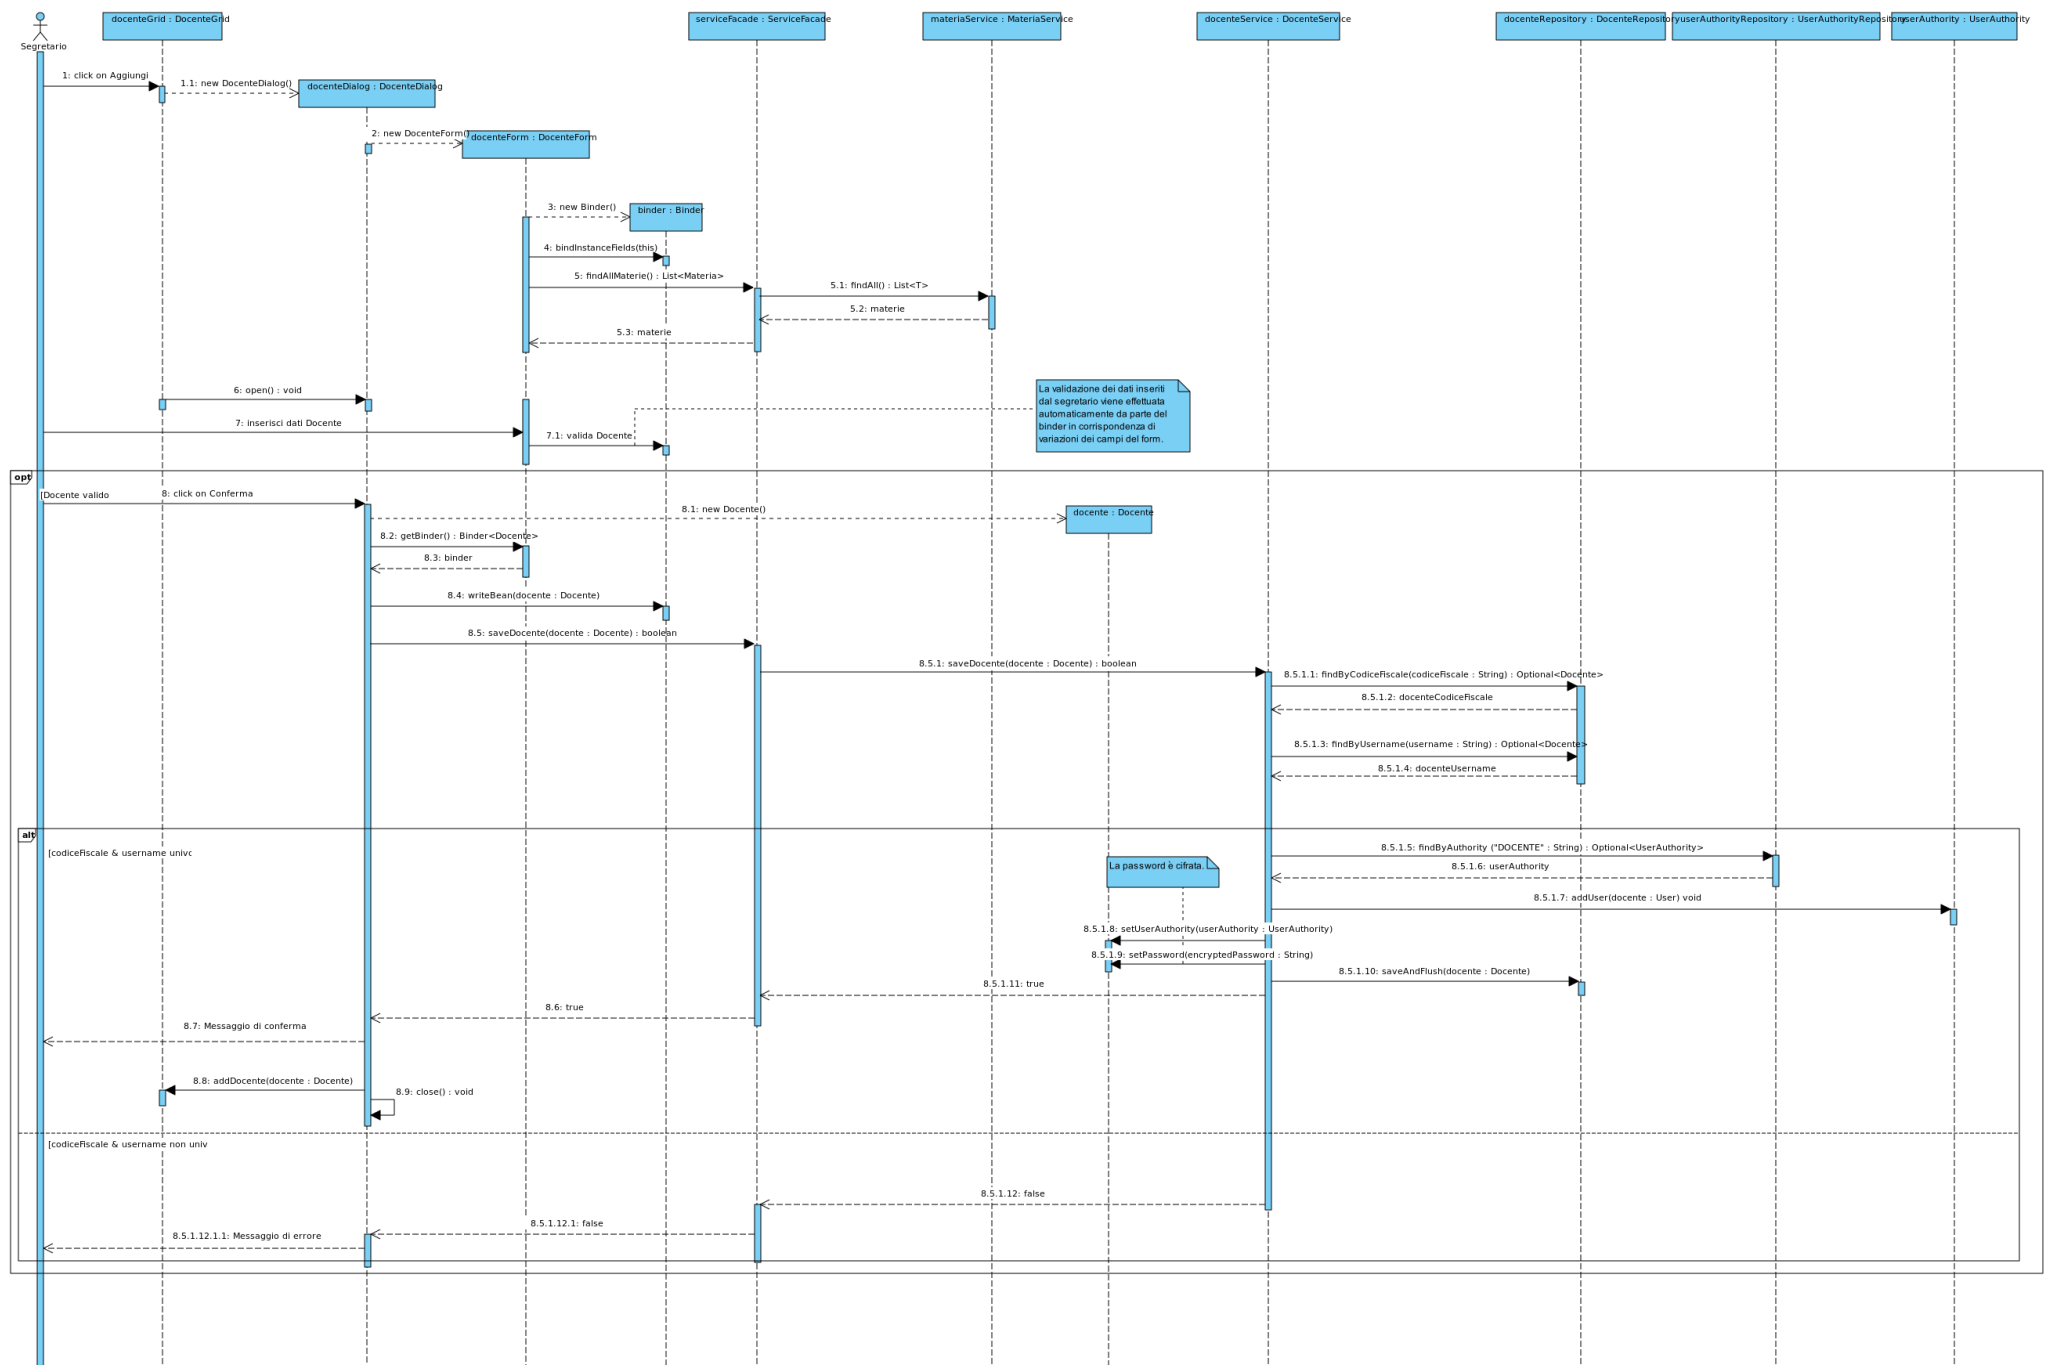 docenteGrid : DocenteGrid
serviceFacade : ServiceFacade
materiaService : MateriaService
docenteService : DocenteService
docenteRepository : DocenteRepository
userAuthorityRepository : UserAuthorityRepository
userAuthority : UserAuthority
Segretario
1: click on Aggiungi
1.1: new DocenteDialog()
docenteDialog : DocenteDialog
2: new DocenteForm()
docenteForm : DocenteForm
3: new Binder()
binder : Binder
4: bindInstanceFields(this)
5: findAllMaterie() : List<Materia>
5.1: findAll() : List<T>
5.2: materie
5.3: materie
6: open() : void
La validazione dei dati inseriti
dal segretario viene effettuata
automaticamente da parte del
binder in corrispondenza di
variazioni dei campi del form.
7: inserisci dati Docente
7.1: valida Docente
opt
[Docente valido
8: click on Conferma
8.1: new Docente()
docente : Docente
8.2: getBinder() : Binder<Docente>
8.3: binder
8.4: writeBean(docente : Docente)
8.5: saveDocente(docente : Docente) : boolean
8.5.1: saveDocente(docente : Docente) : boolean
8.5.1.1: findByCodiceFiscale(codiceFiscale : String) : Optional<Docente>
8.5.1.2: docenteCodiceFiscale
8.5.1.3: findByUsername(username : String) : Optional<Docente>
8.5.1.4: docenteUsername
alt
[codiceFiscale & username univo
8.5.1.5: findByAuthority ("DOCENTE" : String) : Optional<UserAuthority>
La password è cifrata.
8.5.1.6: userAuthority
8.5.1.7: addUser(docente : User) void
8.5.1.8: setUserAuthority(userAuthority : UserAuthority)
8.5.1.9: setPassword(encryptedPassword : String)
8.5.1.10: saveAndFlush(docente : Docente)
8.5.1.11: true
8.6: true
8.7: Messaggio di conferma
8.8: addDocente(docente : Docente)
8.9: close() : void
[codiceFiscale & username non univ
8.5.1.12: false
8.5.1.12.1: false
8.5.1.12.1.1: Messaggio di errore